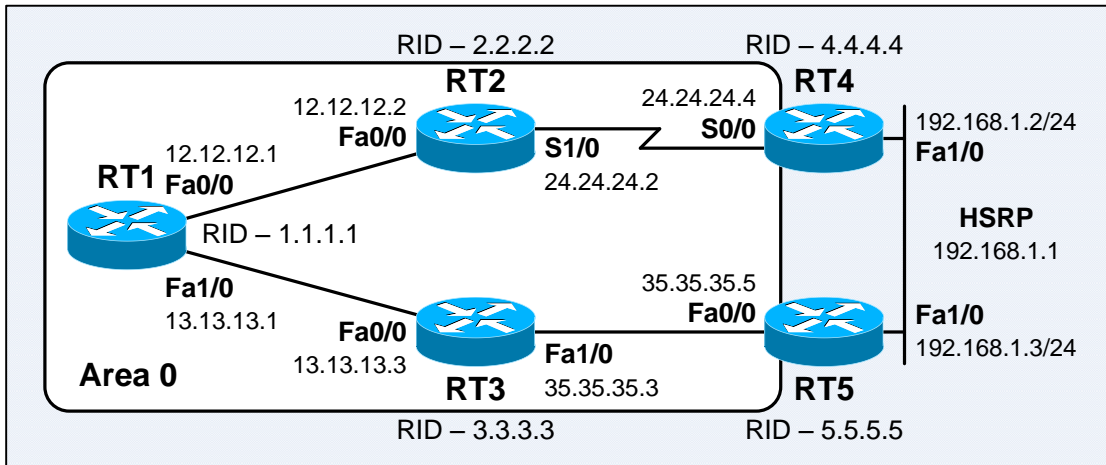 RID – 2.2.2.2
RID – 4.4.4.4
RT2
RT4
12.12.12.2
Fa0/0
24.24.24.4
S0/0
192.168.1.2/24
Fa1/0
12.12.12.1
Fa0/0
S1/0
24.24.24.2
RT1
RID – 1.1.1.1
HSRP
192.168.1.1
Fa1/0
13.13.13.1
35.35.35.5
Fa0/0
Fa0/0
13.13.13.3
Fa1/0
35.35.35.3
Fa1/0
192.168.1.3/24
Area 0
RT3
RT5
RID – 3.3.3.3
RID – 5.5.5.5